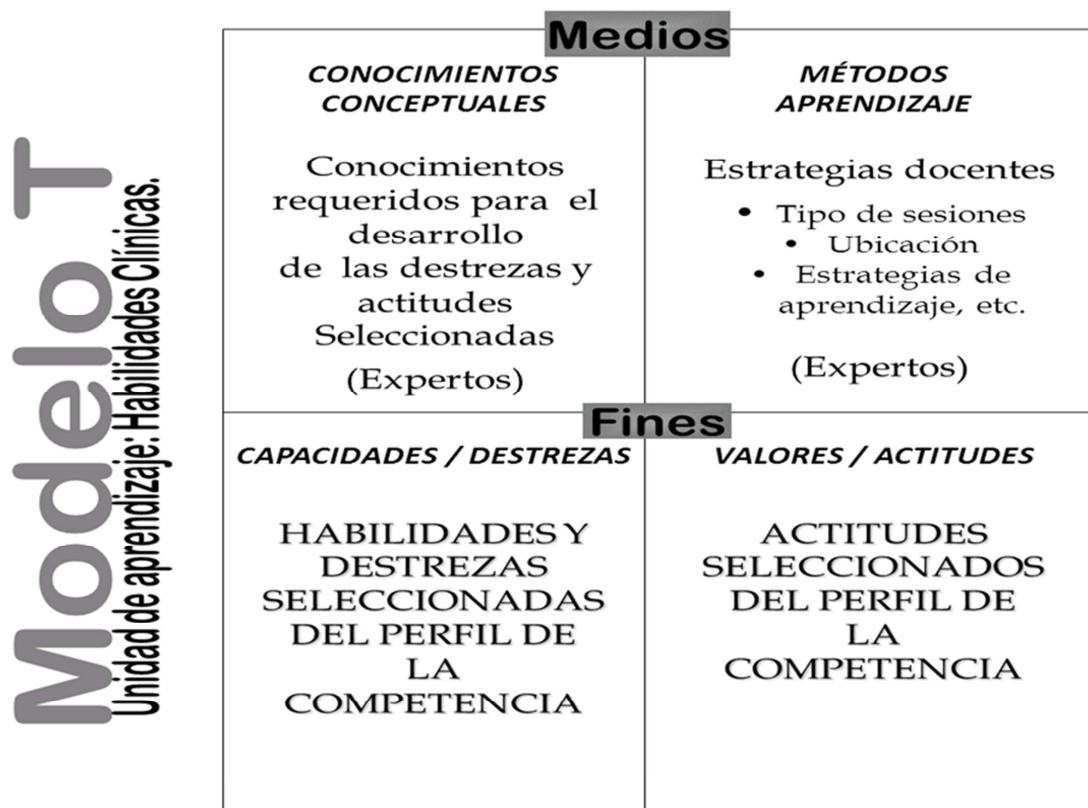 Modelo T
Unidad de aprendizaje: Habilidades Clínicas.
Medios
CONOCIMIENTOS
CONCEPTUALES
Conocimientos
requeridos para el
desarrollo
de las destrezas y
actitudes
Seleccionadas
(Expertos)
MÉTODOS
APRENDIZAJE
Estrategias docentes
• Tipo de sesiones
• Ubicación
• Estrategias de
aprendizaje, etc.
(Expertos)
Fines
CAPACIDADES / DESTREZAS
HABILIDADES Y
DESTREZAS
SELECCIONADAS
DEL PERFIL DE
LA
COMPETENCIA
VALORES / ACTITUDES
ACTITUDES
SELECCIONADOS
DEL PERFIL DE
LA
COMPETENCIA